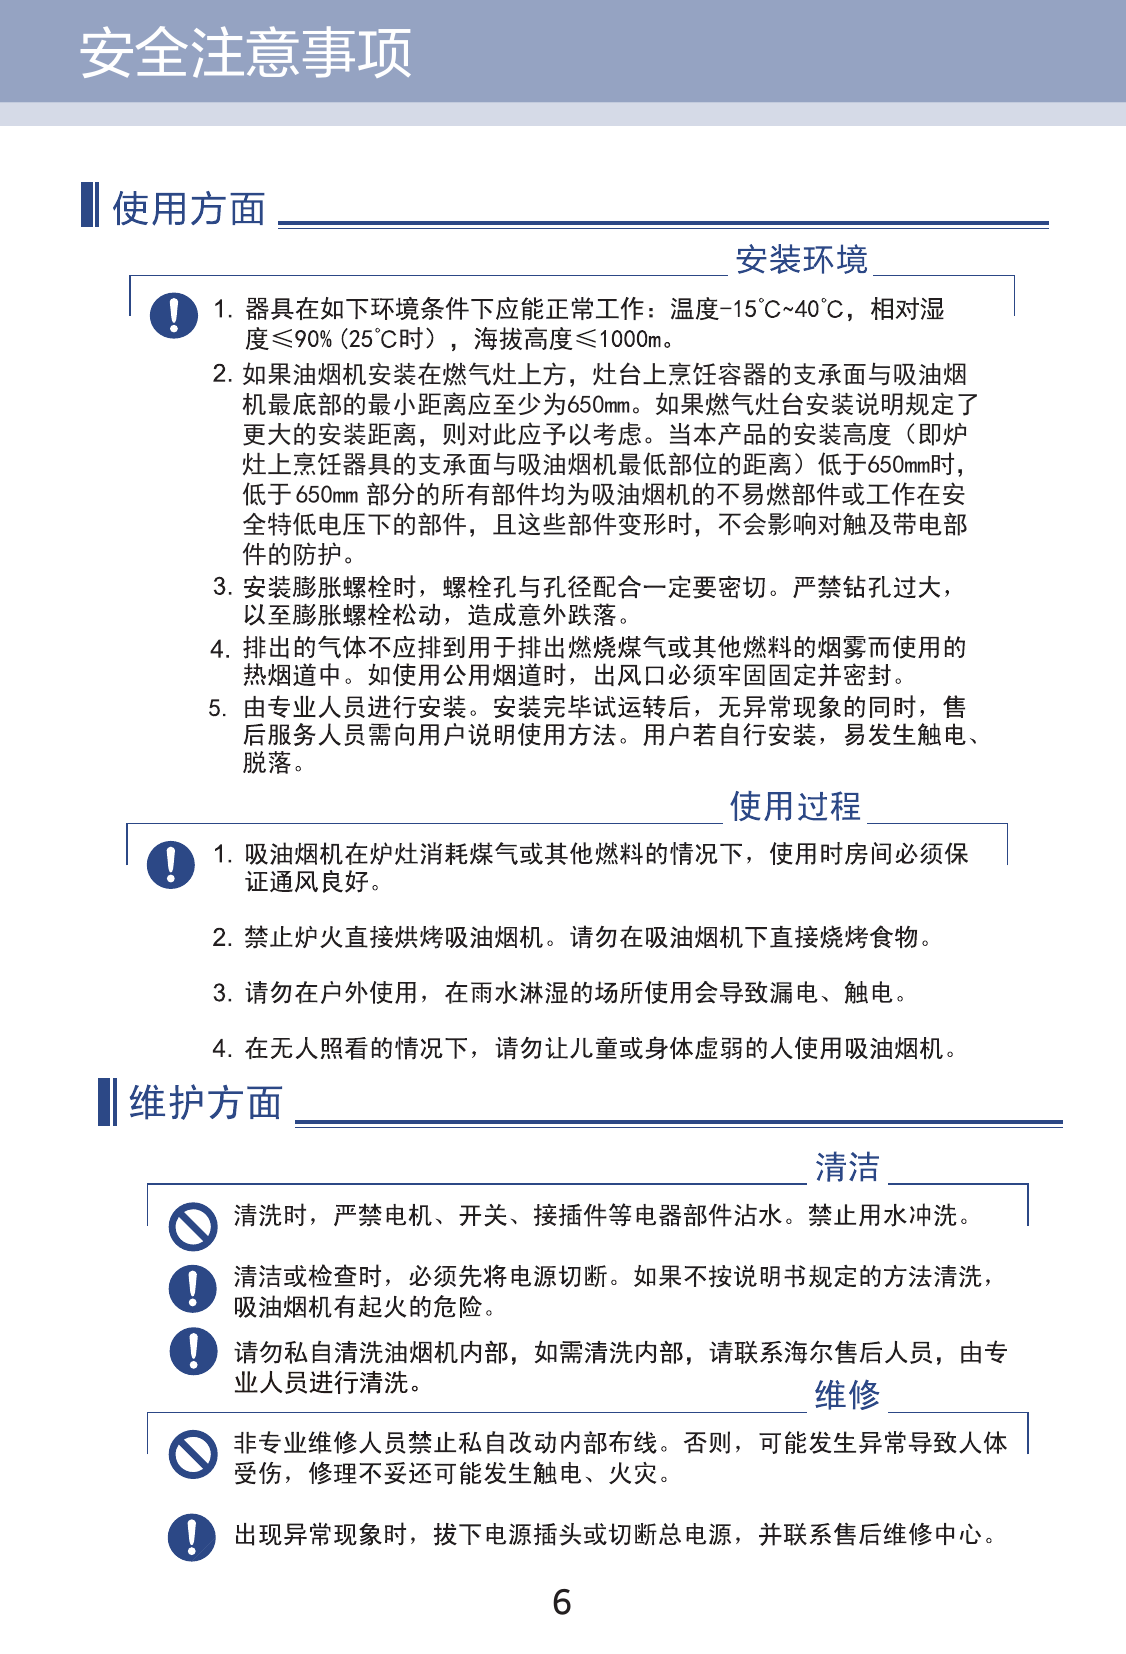 安全注意事项
使用方面
安装环境
1. 器具在如下环境条件下应能正常工作：温度-15℃~40℃，相对湿
度≤90%(25℃时），海拔高度≤1000m。
2. 如果油烟机安装在燃气灶上方，灶台上烹饪容器的支承面与吸油烟
机最底部的最小距离应至少为650mm。如果燃气灶台安装说明规定了
更大的安装距离，则对此应予以考虑。当本产品的安装高度（即炉
灶上烹饪器具的支承面与吸油烟机最低部位的距离）低于650mm时，
低于650mm 部分的所有部件均为吸油烟机的不易燃部件或工作在安
全特低电压下的部件，且这些部件变形时，不会影响对触及带电部
件的防护。
3. 安装膨胀螺栓时，螺栓孔与孔径配合一定要密切。严禁钻孔过大，
以至膨胀螺栓松动，造成意外跌落。
4. 排出的气体不应排到用于排出燃烧煤气或其他燃料的烟雾而使用的
热烟道中。如使用公用烟道时，出风口必须牢固固定并密封。
5. 由专业人员进行安装。安装完毕试运转后，无异常现象的同时，售
后服务人员需向用户说明使用方法。用户若自行安装，易发生触电、
脱落。
使用过程
1. 吸油烟机在炉灶消耗煤气或其他燃料的情况下，使用时房间必须保
证通风良好。
2. 禁止炉火直接烘烤吸油烟机。请勿在吸油烟机下直接烧烤食物。
3. 请勿在户外使用，在雨水淋湿的场所使用会导致漏电、触电。
4. 在无人照看的情况下，请勿让儿童或身体虚弱的人使用吸油烟机。
维护方面
清洁
清洗时，严禁电机、开关、接插件等电器部件沾水。禁止用水冲洗。
清洁或检查时，必须先将电源切断。如果不按说明书规定的方法清洗，
吸油烟机有起火的危险。
请勿私自清洗油烟机内部，如需清洗内部，请联系海尔售后人员，由专
业人员进行清洗。
维修
非专业维修人员禁止私自改动内部布线。否则，可能发生异常导致人体
受伤，修理不妥还可能发生触电、火灾。
出现异常现象时，拔下电源插头或切断总电源，并联系售后维修中心。
6